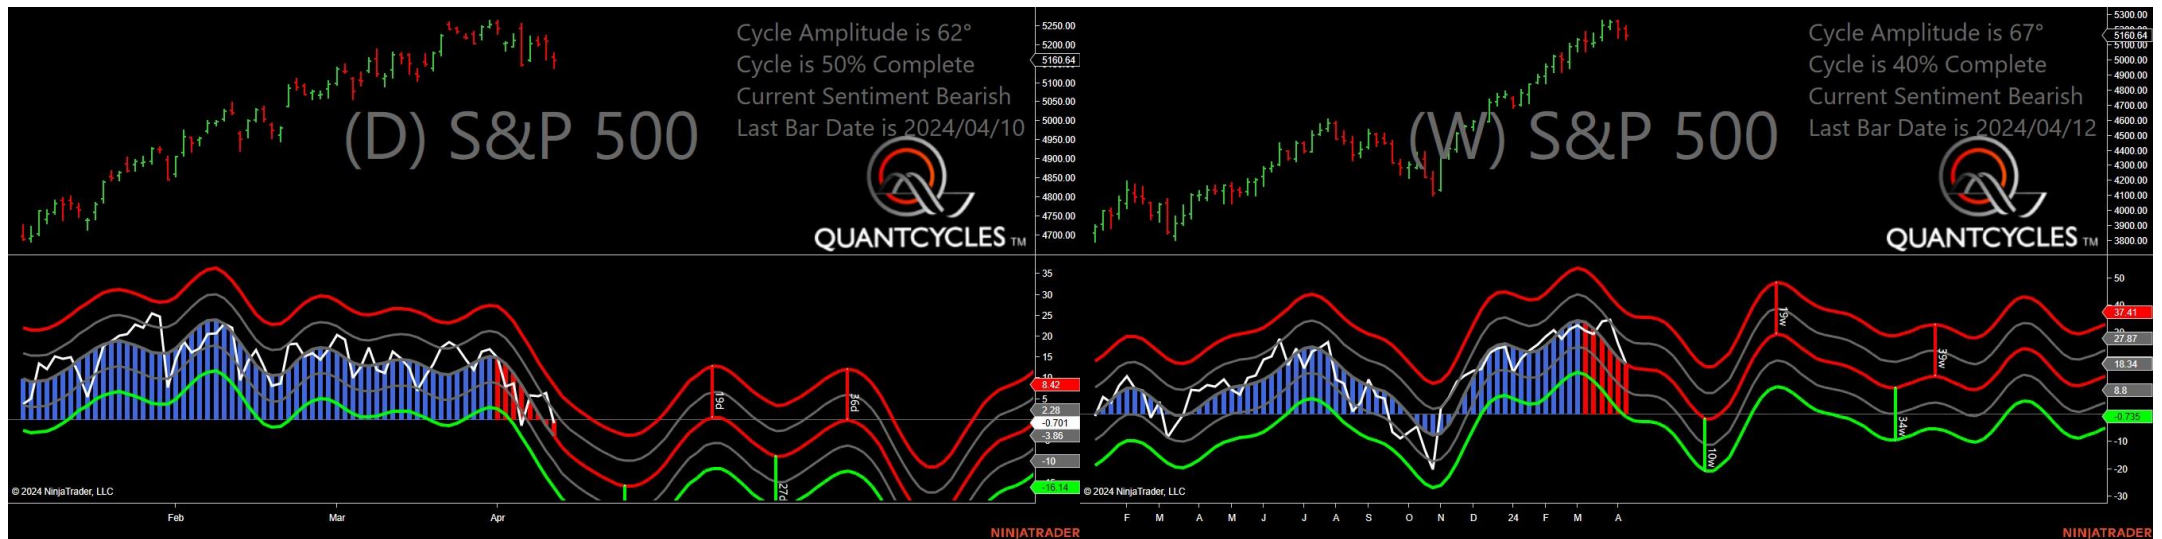 Cycle Amplitude is 62°
Cycle is 50% Complete
Current Sentiment Bearish
Last Bar Date is 2024/04/10
(D) S&P 500
QUANTCYCLES TM
5250.00
5200.00
5160.64
5100.00
5050.00
5000.00
4950.00
4900.00
4850.00
4800.00
4750.00
4700.00
35
30
25
20
15
8.42
5
2.28
-0.701
-3.86
-10
-16.14
19d
27d
36d
© 2024 NinjaTrader, LLC
Feb Mar Apr
NINJATRADER
Cycle Amplitude is 67°
Cycle is 40% Complete
Current Sentiment Bearish
Last Bar Date is 2024/04/12
(W) S&P 500
QUANTCYCLES TM
5300.00
5160.64
5100.00
5000.00
4900.00
4800.00
4700.00
4600.00
4500.00
4400.00
4300.00
4200.00
4100.00
4000.00
3900.00
3800.00
50
40
37.41
27.87
18.34
8.8
-0.735
-10
-20
-30
10w
19w
34w
39w
© 2024 NinjaTrader, LLC
F M A M J J A S O N D 24 F M A
NINJATRADER